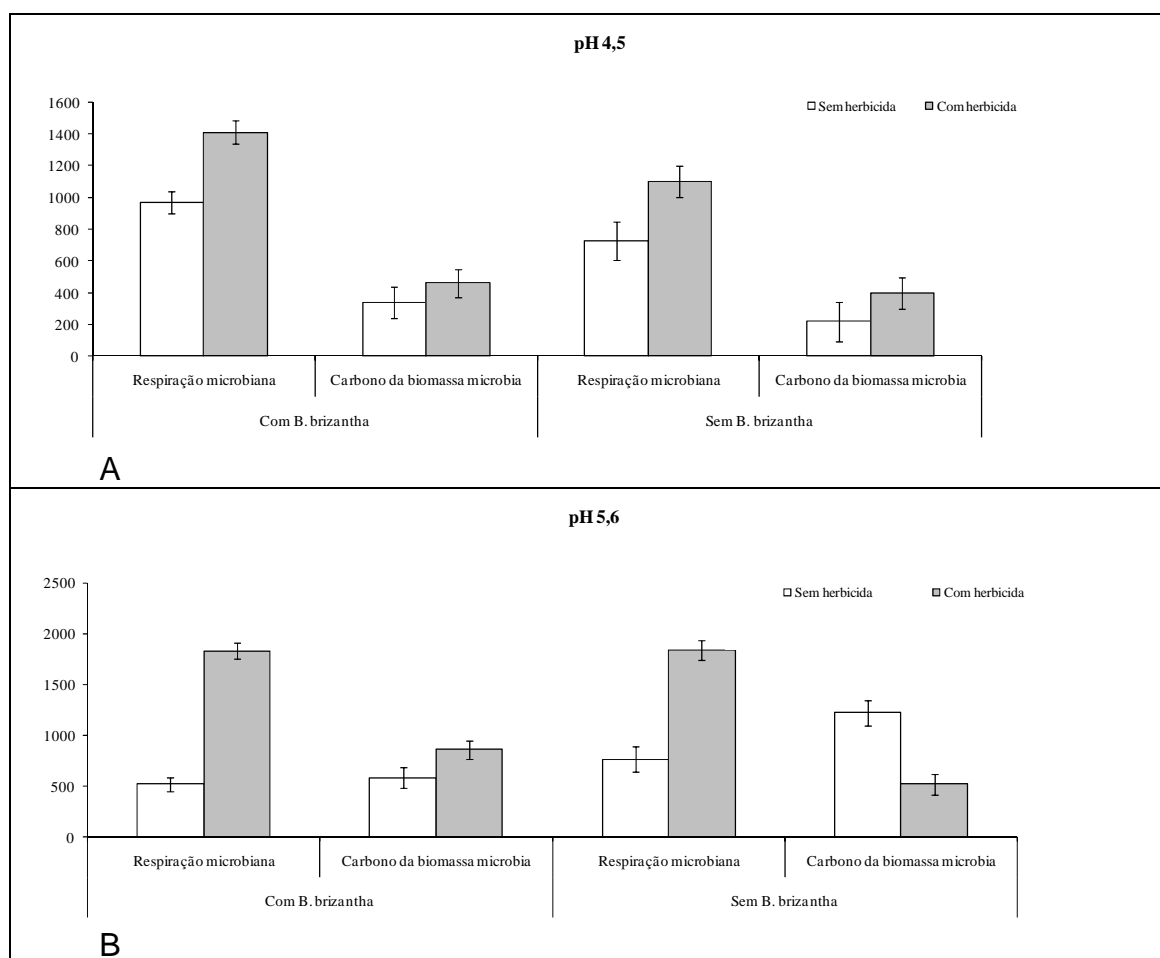 pH 4,5
Sem herbicida Com herbicida
1600
1400
1200
1000
800
600
400
200
0
Respiração microbiana Carbono da biomassa microbia Respiração microbiana Carbono da biomassa microbia
Com B. brizantha Sem B. brizantha
A
pH 5,6
Sem herbicida Com herbicida
2500
2000
1500
1000
500
0
Respiração microbiana Carbono da biomassa microbia Respiração microbiana Carbono da biomassa microbia
Com B. brizantha Sem B. brizantha
B